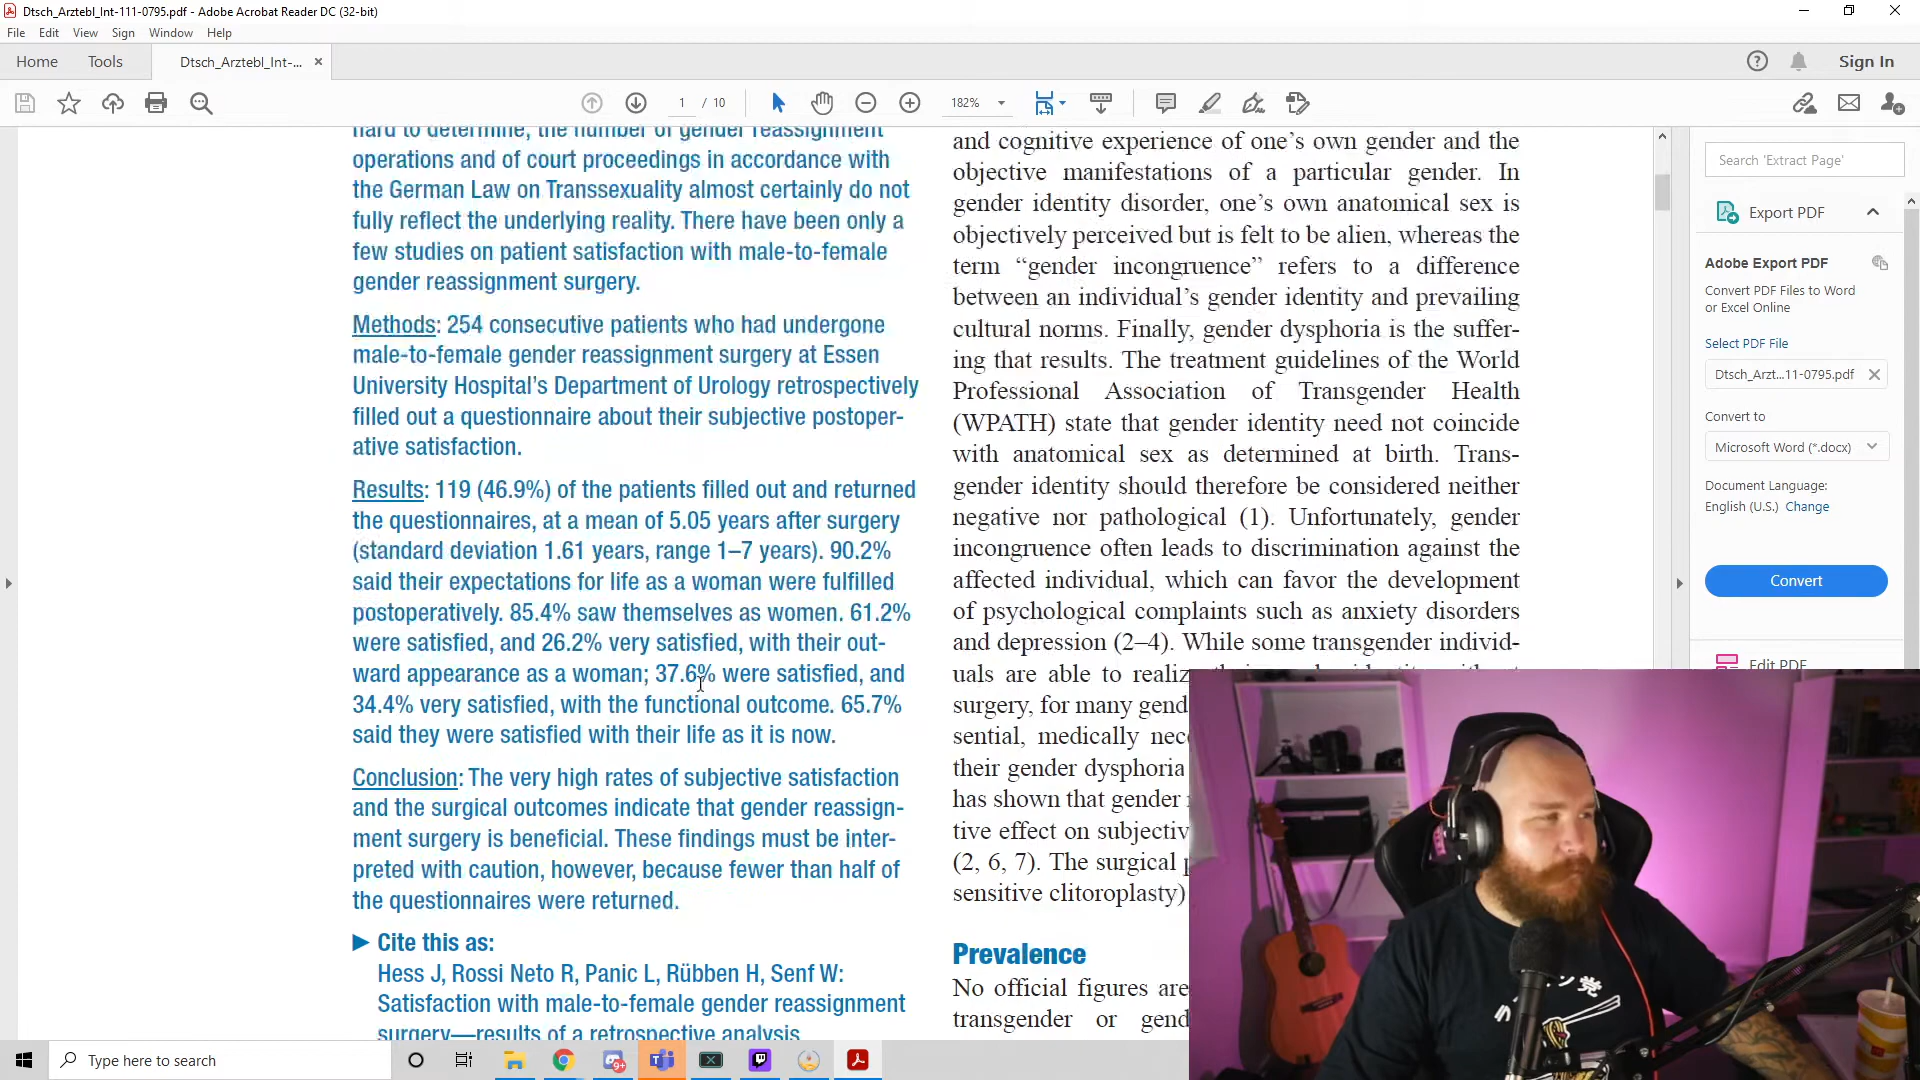 Dtsch_Arztebl_Int-111-0795.pdf - Adobe Acrobat Reader DC (32-bit)
File Edit View Sign Window Help
Home Tools Dtsch_Arztebl_Int-... × Sign In
1 / 10 182%
hard to determine, the number of gender reassignment
operations and of court proceedings in accordance with
the German Law on Transsexuality almost certainly do not
fully reflect the underlying reality. There have been only a
few studies on patient satisfaction with male-to-female
gender reassignment surgery.
Methods: 254 consecutive patients who had undergone
male-to-female gender reassignment surgery at Essen
University Hospital's Department of Urology retrospectively
filled out a questionnaire about their subjective postoper-
ative satisfaction.
Results: 119 (46.9%) of the patients filled out and returned
the questionnaires, at a mean of 5.05 years after surgery
(standard deviation 1.61 years, range 1–7 years). 90.2%
said their expectations for life as a woman were fulfilled
postoperatively. 85.4% saw themselves as women. 61.2%
were satisfied, and 26.2% very satisfied, with their out-
ward appearance as a woman; 37.6% were satisfied, and
34.4% very satisfied, with the functional outcome. 65.7%
said they were satisfied with their life as it is now.
Conclusion: The very high rates of subjective satisfaction
and the surgical outcomes indicate that gender reassign-
ment surgery is beneficial. These findings must be inter-
preted with caution, however, because fewer than half of
the questionnaires were returned.
► Cite this as:
Hess J, Rossi Neto R, Panic L, Rübben H, Senf W:
Satisfaction with male-to-female gender reassignment
surgery—results of a retrospective analysis
and cognitive experience of one's own gender and the
objective manifestations of a particular gender. In
gender identity disorder, one's own anatomical sex is
objectively perceived but is felt to be alien, whereas the
term “gender incongruence” refers to a difference
between an individual's gender identity and prevailing
cultural norms. Finally, gender dysphoria is the suffer-
ing that results. The treatment guidelines of the World
Professional Association of Transgender Health
(WPATH) state that gender identity need not coincide
with anatomical sex as determined at birth. Trans-
gender identity should therefore be considered neither
negative nor pathological (1). Unfortunately, gender
incongruence often leads to discrimination against the
affected individual, which can favor the development
of psychological complaints such as anxiety disorders
and depression (2–4). While some transgender individ-
uals are able to realiz
surgery, for many gend
sential, medically nec
their gender dysphoria
has shown that gender
tive effect on subjectiv
(2, 6, 7). The surgical
sensitive clitoroplasty)
Prevalence
No official figures are
transgender or gend
Search 'Extract Page'
Export PDF
Adobe Export PDF
Convert PDF Files to Word
or Excel Online
Select PDF File
Dtsch_Arzt...11-0795.pdf
Convert to
Microsoft Word (*.docx)
Document Language:
English (U.S.) Change
Convert
Edit PDF
Type here to search